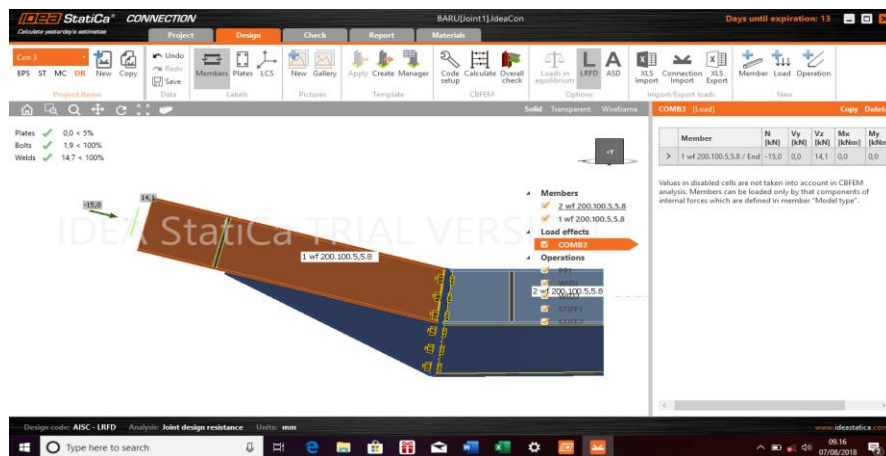 IDEA StatiCa® CONNECTION
Calculate yesterday's estimates
BARU[Joint1].IdeaCon
Days until expiration: 13
Project Design Check Report Materials
Con 3
EPS ST MC DR New Copy
Undo
Redo
Save
Members Plates LCS
New Gallery
Apply Create Manager
Code setup Calculate Overall check
Loads in equilibrium LRFD ASD
XLS Import Connection Import XLS Export
Member Load Operation
Project items Data Labels Pictures Template CBFEM Options Import/Export loads New
Solid Transparent Wireframe
COMB3 [Load] Copy Delete
Plates 0,0 < 5%
Bolts 1,9 < 100%
Welds 14,7 < 100%
+Y
Member N [kN] Vy [kN] Vz [kN] Mx [kNm] My [kNm
> 1 wf 200.100.5,5.8 / End -15,0 0,0 14,1 0,0 0,0
Values in disabled cells are not taken into account in CBFEM
analysis. Members can be loaded only by that components of
internal forces which are defined in member "Model type".
-15,0
14,1
IDEA StatiCa TRIAL VERS
1 wf 200.100.5,5.8
2 wf 200.100.5,5.8
Members
2 wf 200.100.5.5.8
1 wf 200.100.5.5.8
Load effects
COMB3
Operations
PP1
WID1
WID2
STIFF1
STIFF2
Design code: AISC - LRFD Analysis: Joint design resistance Units: mm
www.ideastatica.com
Type here to search
09.16
07/08/2018